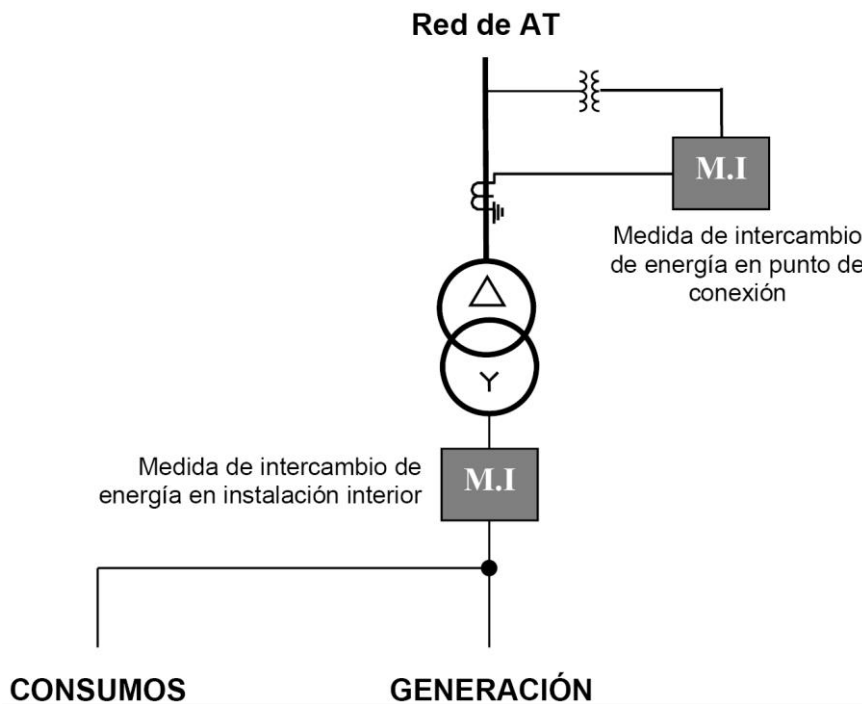 Red de AT
M.I
Medida de intercambio
de energía en punto de
conexión
Medida de intercambio de
energía en instalación interior
M.I
CONSUMOS
GENERACIÓN